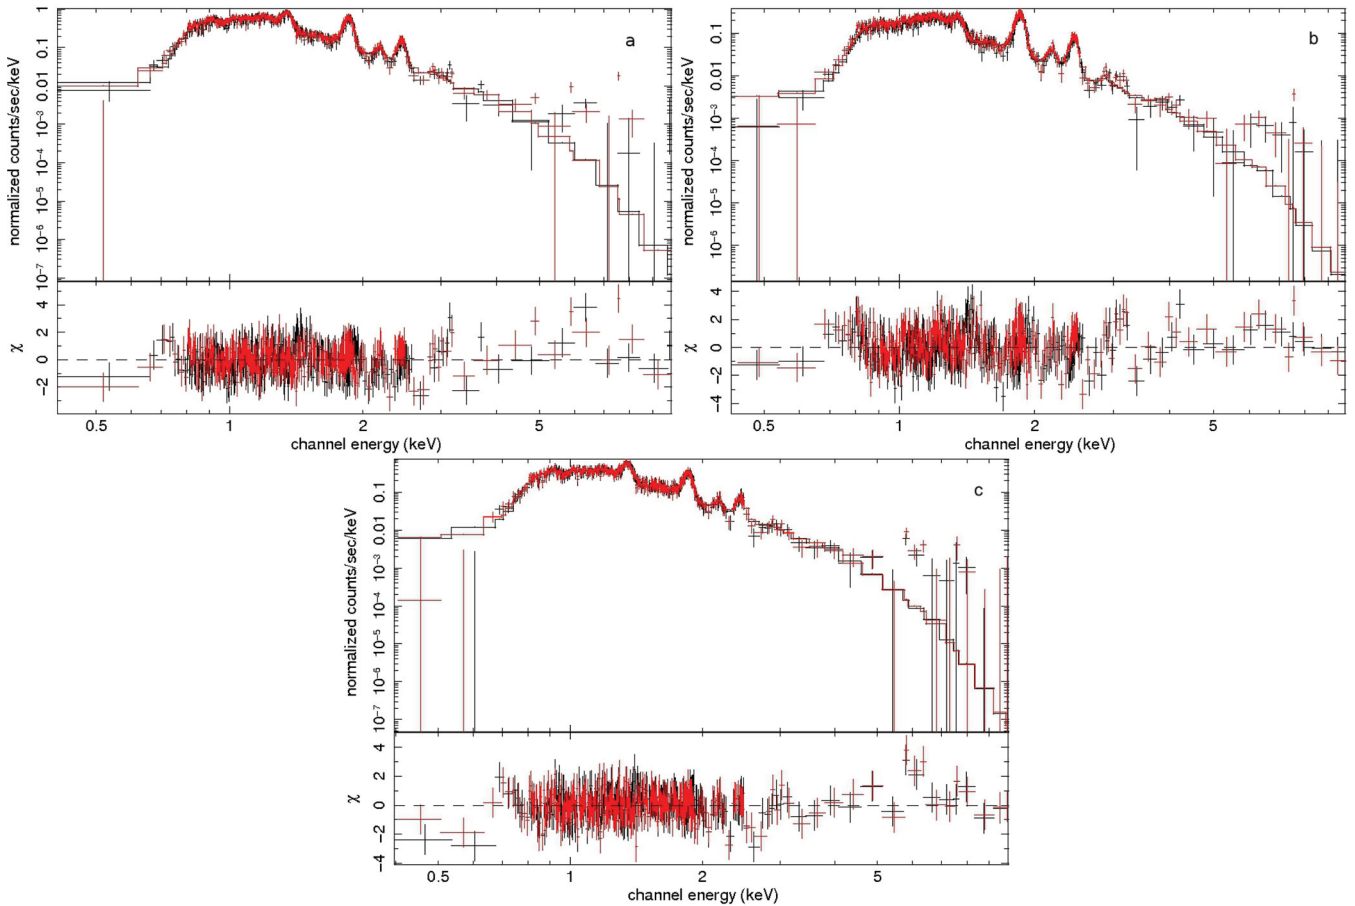 a
normalized counts/sec/keV
1
0.1
0.01
10⁻³
10⁻⁴
10⁻⁵
10⁻⁶
10⁻⁷
χ
4
2
0
−2
0.5 1 2 5
channel energy (keV)
b
normalized counts/sec/keV
0.1
0.01
10⁻³
10⁻⁴
10⁻⁵
10⁻⁶
χ
4
2
0
−2
−4
0.5 1 2 5
channel energy (keV)
c
normalized counts/sec/keV
0.1
0.01
10⁻³
10⁻⁴
10⁻⁵
10⁻⁶
10⁻⁷
χ
4
2
0
−2
−4
0.5 1 2 5
channel energy (keV)